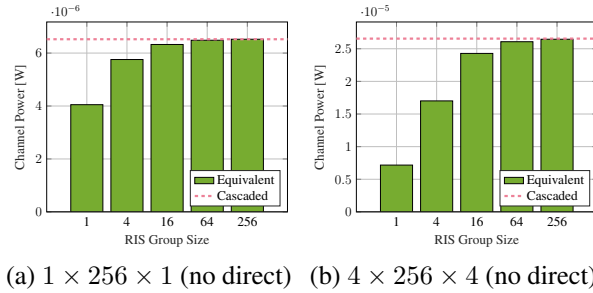 ·10⁻⁶
6
4
2
0
Channel Power [W]
1 4 16 64 256
RIS Group Size
Equivalent
Cascaded
(a) 1 × 256 × 1 (no direct)
·10⁻⁵
2.5
2
1.5
1
0.5
0
Channel Power [W]
1 4 16 64 256
RIS Group Size
Equivalent
Cascaded
(b) 4 × 256 × 4 (no direct)